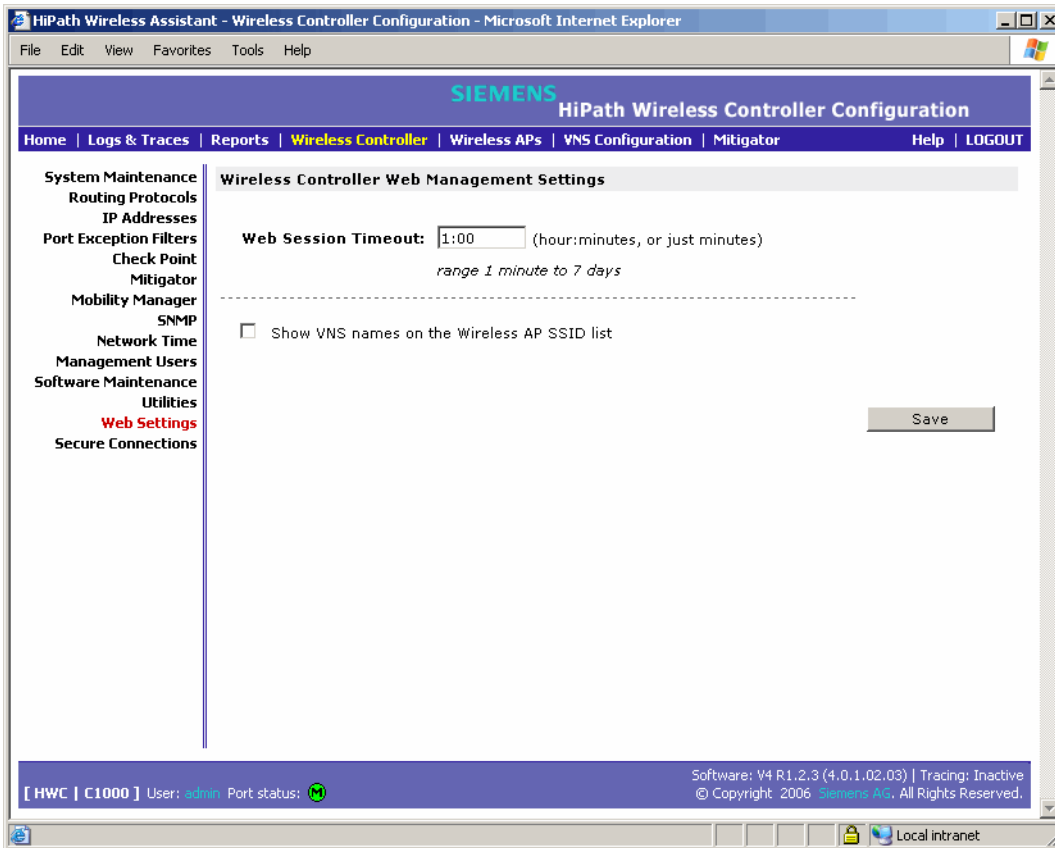 HiPath Wireless Assistant - Wireless Controller Configuration - Microsoft Internet Explorer
File Edit View Favorites Tools Help
SIEMENS
HiPath Wireless Controller Configuration
Home | Logs & Traces | Reports | Wireless Controller | Wireless APs | VNS Configuration | Mitigator Help | LOGOUT
System Maintenance
Routing Protocols
IP Addresses
Port Exception Filters
Check Point
Mitigator
Mobility Manager
SNMP
Network Time
Management Users
Software Maintenance
Utilities
Web Settings
Secure Connections
Wireless Controller Web Management Settings
Web Session Timeout: 1:00 (hour:minutes, or just minutes)
range 1 minute to 7 days
Show VNS names on the Wireless AP SSID list
Save
[ HWC | C1000 ] User: admin Port status: M
Software: V4 R1.2.3 (4.0.1.02.03) | Tracing: Inactive
© Copyright 2006 Siemens AG. All Rights Reserved.
Local intranet